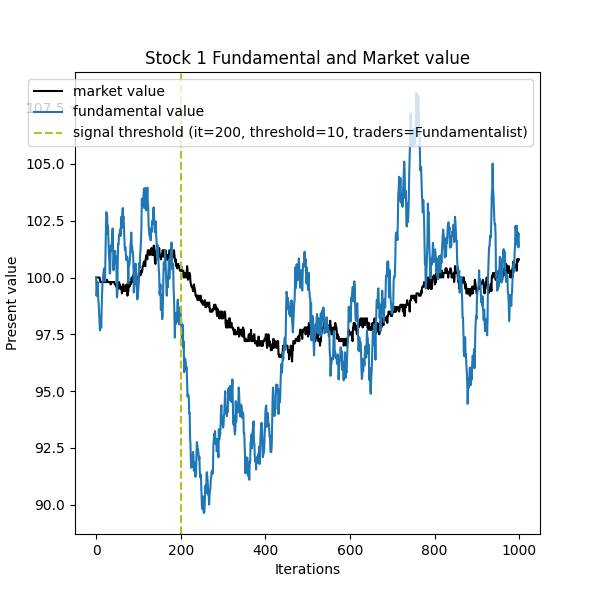 Stock 1 Fundamental and Market value
market value
fundamental value
signal threshold (it=200, threshold=10, traders=Fundamentalist)
107.5
105.0
102.5
100.0
97.5
95.0
92.5
90.0
Present value
0 200 400 600 800 1000
Iterations